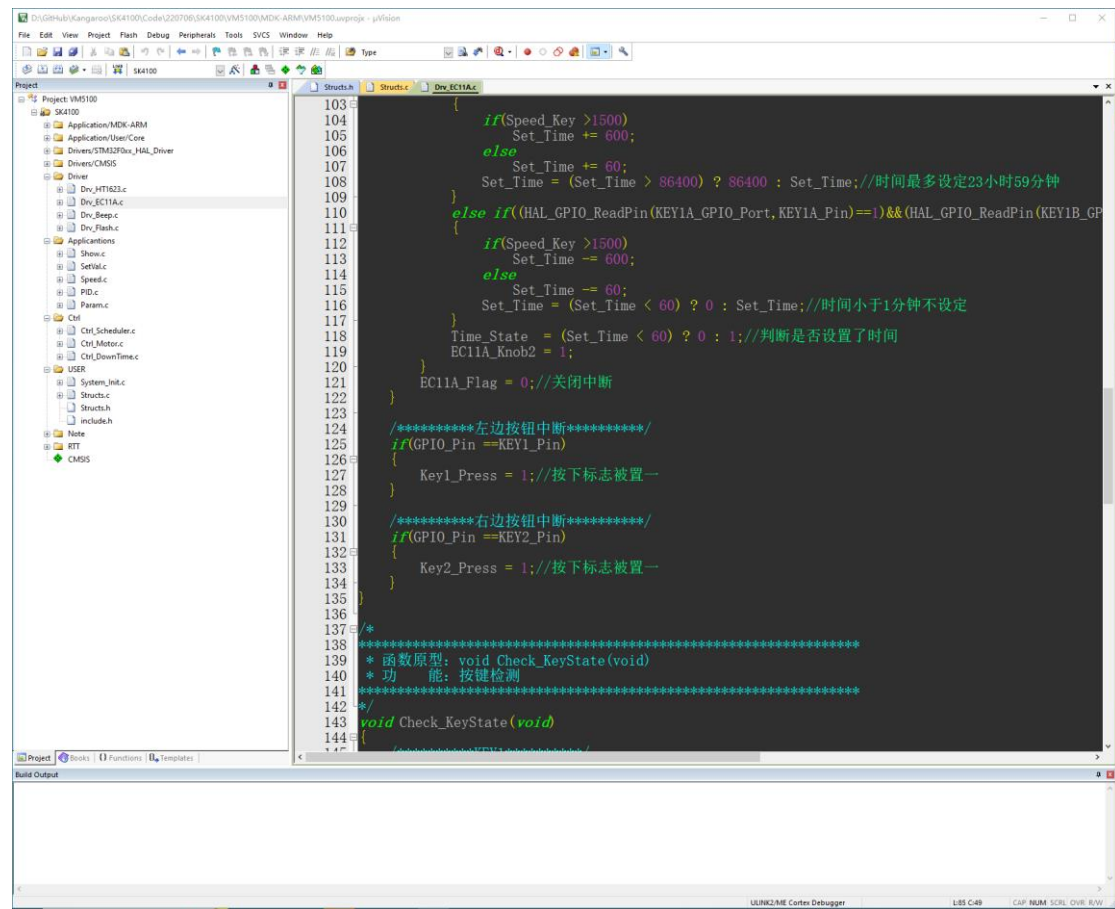 D:\GitHub\Kangaroo\SK4100\Code\220706\SK4100\VM5100\MDK-ARM\VM5100.uvprojx - µVision
File Edit View Project Flash Debug Peripherals Tools SVCS Window Help
Type
SK4100
Project
Structs.h Structs.c Drv_EC11A.c
Project: VM5100
SK4100
Application/MDK-ARM
Application/User/Core
Drivers/STM32F0xx_HAL_Driver
Drivers/CMSIS
Driver
Drv_HT1623.c
Drv_EC11A.c
Drv_Beep.c
Drv_Flash.c
Applicantions
Show.c
SetVal.c
Speed.c
PID.c
Param.c
Ctrl
Ctrl_Scheduler.c
Ctrl_Motor.c
Ctrl_DownTime.c
USER
System_Init.c
Structs.c
Structs.h
include.h
Note
RTT
CMSIS
103 {
104 if(Speed_Key >1500)
105 Set_Time += 600;
106 else
107 Set_Time += 60;
108 Set_Time = (Set_Time > 86400) ? 86400 : Set_Time;//时间最多设定23小时59分钟
109 }
110 else if((HAL_GPIO_ReadPin(KEY1A_GPIO_Port,KEY1A_Pin)==1)&&(HAL_GPIO_ReadPin(KEY1B_GP
111 {
112 if(Speed_Key >1500)
113 Set_Time -= 600;
114 else
115 Set_Time -= 60;
116 Set_Time = (Set_Time < 60) ? 0 : Set_Time;//时间小于1分钟不设定
117 }
118 Time_State = (Set_Time < 60) ? 0 : 1;//判断是否设置了时间
119 EC11A_Knob2 = 1;
120 }
121 EC11A_Flag = 0;//关闭中断
122 }
123
124 /**********左边按钮中断**********/
125 if(GPIO_Pin ==KEY1_Pin)
126 {
127 Key1_Press = 1;//按下标志被置一
128 }
129
130 /**********右边按钮中断**********/
131 if(GPIO_Pin ==KEY2_Pin)
132 {
133 Key2_Press = 1;//按下标志被置一
134 }
135 }
136
137 /*
138 *****************************************************************
139 * 函数原型: void Check_KeyState(void)
140 * 功 能: 按键检测
141 *****************************************************************
142 */
143 void Check_KeyState(void)
144 {
145 /**********KEY1**********/
Project Books Functions Templates
Build Output
ULINK2/ME Cortex Debugger L:85 C:49 CAP NUM SCRL OVR R/W